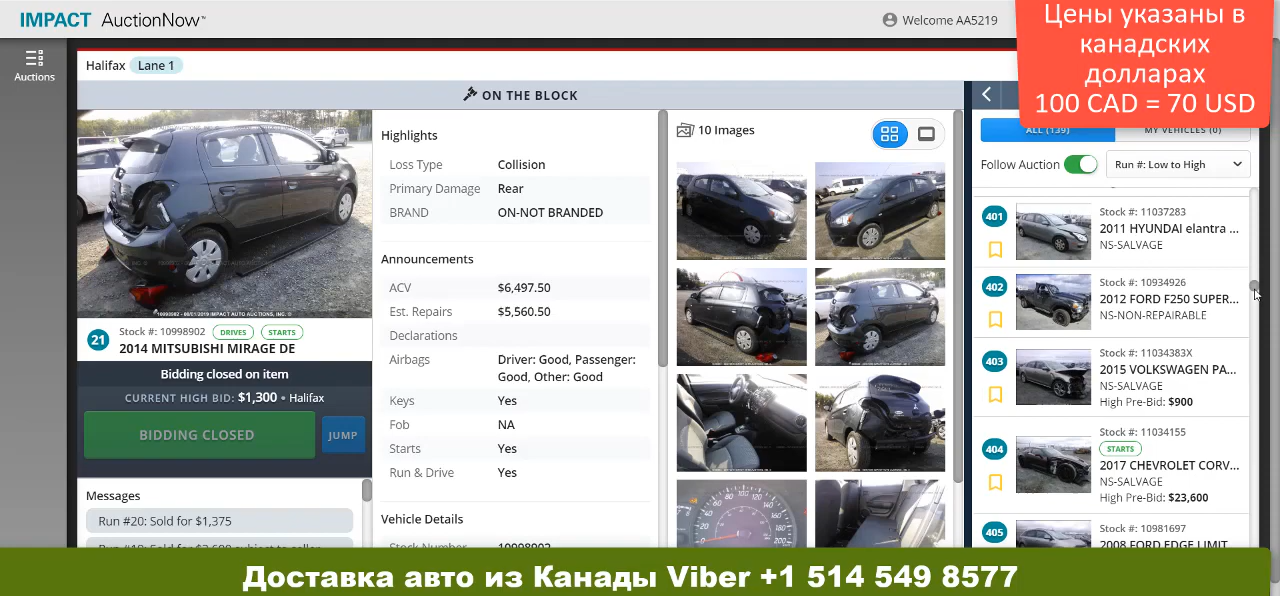 IMPACT AuctionNow™
Welcome AA5219
Цены указаны в
канадских
долларах
100 CAD = 70 USD
Auctions
Halifax Lane 1
ON THE BLOCK
21
Stock #: 10998902 DRIVES STARTS
2014 MITSUBISHI MIRAGE DE
Bidding closed on item
CURRENT HIGH BID: $1,300 • Halifax
BIDDING CLOSED
JUMP
Messages
Run #20: Sold for $1,375
Highlights
Loss Type Collision
Primary Damage Rear
BRAND ON-NOT BRANDED
Announcements
ACV $6,497.50
Est. Repairs $5,560.50
Declarations
Airbags Driver: Good, Passenger:
Good, Other: Good
Keys Yes
Fob NA
Starts Yes
Run & Drive Yes
Vehicle Details
Stock Number 10998902
10 Images
ALL (139) MY VEHICLES (0)
Follow Auction Run #: Low to High
401
Stock #: 11037283
2011 HYUNDAI elantra ...
NS-SALVAGE
402
Stock #: 10934926
2012 FORD F250 SUPER...
NS-NON-REPAIRABLE
403
Stock #: 11034383X
2015 VOLKSWAGEN PA...
NS-SALVAGE
High Pre-Bid: $900
404
Stock #: 11034155
STARTS
2017 CHEVROLET CORV...
NS-SALVAGE
High Pre-Bid: $23,600
405
Stock #: 10981697
2008 FORD EDGE LIMIT...
Доставка авто из Канады Viber +1 514 549 8577